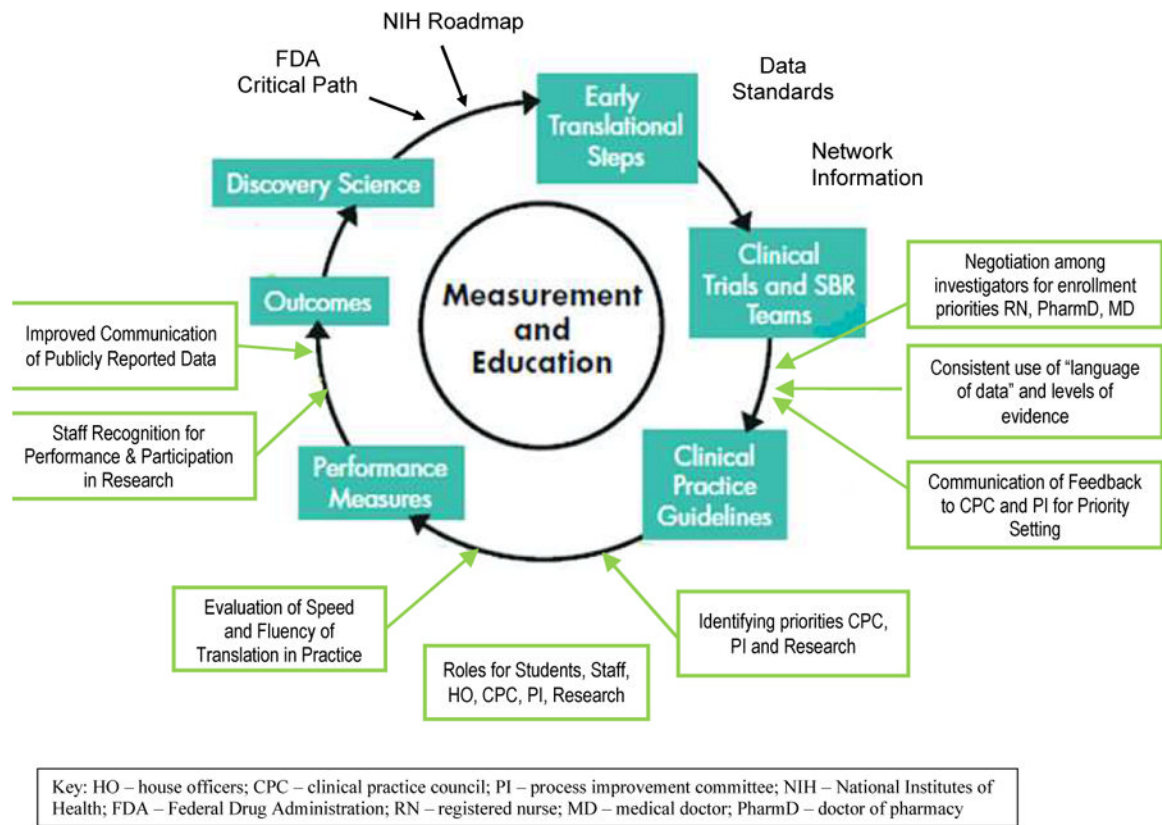 NIH Roadmap
FDA
Critical Path
Data
Standards
Early
Translational
Steps
Network
Information
Discovery Science
Clinical
Trials and SBR
Teams
Negotiation among
investigators for enrollment
priorities RN, PharmD, MD
Outcomes
Measurement
and
Education
Improved Communication
of Publicly Reported Data
Consistent use of “language
of data” and levels of
evidence
Staff Recognition for
Performance & Participation
in Research
Performance
Measures
Clinical
Practice
Guidelines
Communication of Feedback
to CPC and PI for Priority
Setting
Evaluation of Speed
and Fluency of
Translation in Practice
Identifying priorities CPC,
PI and Research
Roles for Students, Staff,
HO, CPC, PI, Research
Key: HO – house officers; CPC – clinical practice council; PI – process improvement committee; NIH – National Institutes of
Health; FDA – Federal Drug Administration; RN – registered nurse; MD – medical doctor; PharmD – doctor of pharmacy